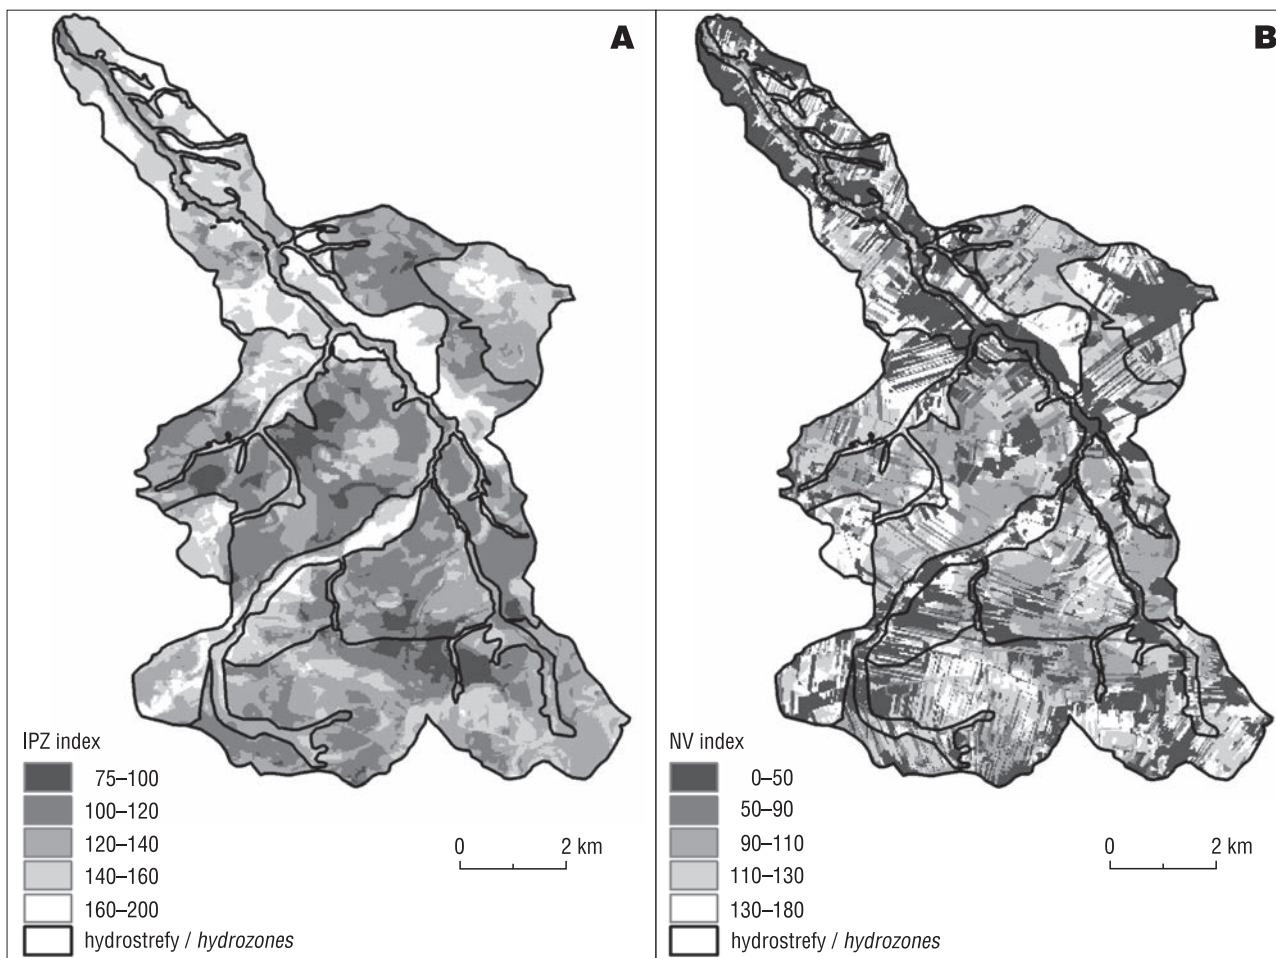 A
B
IPZ index
75–100
100–120
120–140
140–160
160–200
hydrostrefy / hydrozones
0 2 km
NV index
0–50
50–90
90–110
110–130
130–180
hydrostrefy / hydrozones
0 2 km